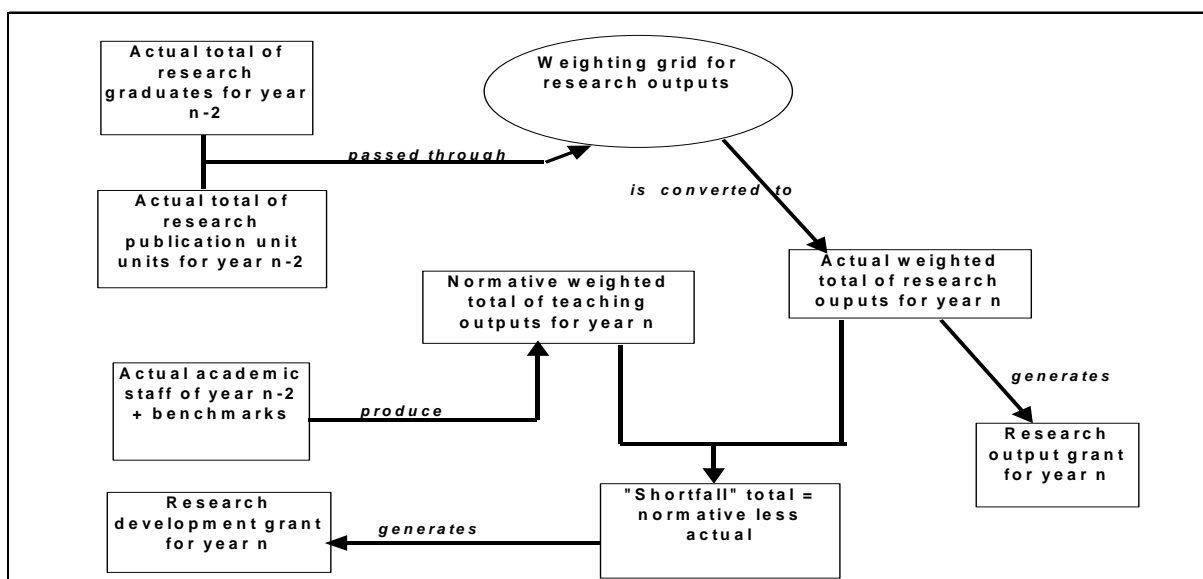 Actual total of
research
graduates for year
n-2
Weighting grid for
research outputs
passed through
is converted to
Actual total of
research
publication unit
units for year n-2
Normative weighted
total of teaching
outputs for year n
Actual weighted
total of research
ouputs for year n
Actual academic
staff of year n-2
+ benchmarks
produce
generates
Research
output grant
for year n
Research
development grant
for year n
generates
"Shortfall" total =
normative less
actual